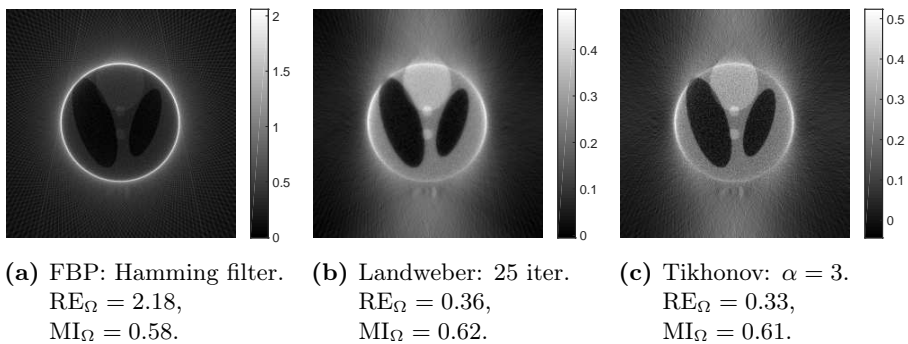 2
1.5
1
0.5
0
0.4
0.3
0.2
0.1
0
0.5
0.4
0.3
0.2
0.1
0
(a) FBP: Hamming filter.
RE_Ω = 2.18,
MI_Ω = 0.58.
(b) Landweber: 25 iter.
RE_Ω = 0.36,
MI_Ω = 0.62.
(c) Tikhonov: α = 3.
RE_Ω = 0.33,
MI_Ω = 0.61.